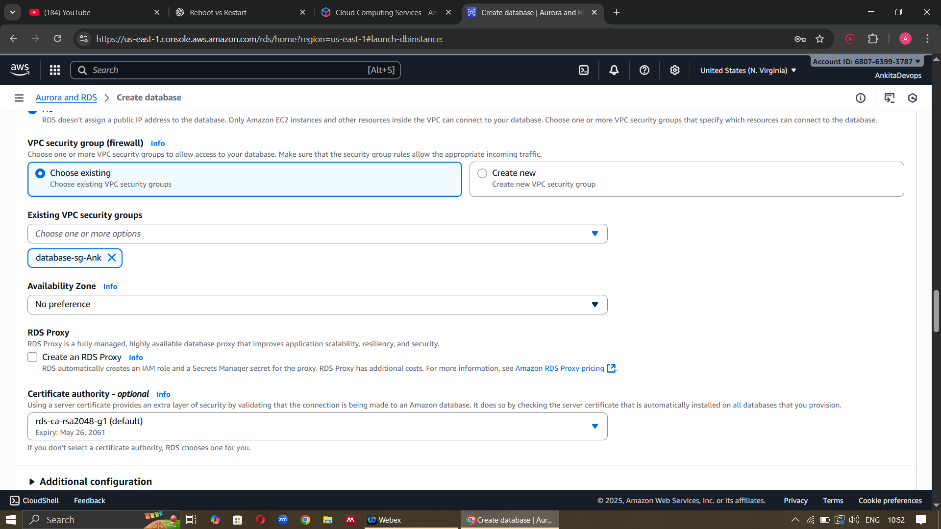 (184) YouTube
Reboot vs Restart
Cloud Computing Services - Am
Create database | Aurora and RD
https://us-east-1.console.aws.amazon.com/rds/home?region=us-east-1#launch-dbinstance:
A
aws
Search
[Alt+S]
United States (N. Virginia)
Account ID: 6807-6399-3787
AnkitaDevops
Aurora and RDS
Create database
RDS doesn't assign a public IP address to the database. Only Amazon EC2 instances and other resources inside the VPC can connect to your database. Choose one or more VPC security groups that specify which resources can connect to the database.
VPC security group (firewall) Info
Choose one or more VPC security groups to allow access to your database. Make sure that the security group rules allow the appropriate incoming traffic.
Choose existing
Choose existing VPC security groups
Create new
Create new VPC security group
Existing VPC security groups
Choose one or more options
database-sg-Ank
Availability Zone Info
No preference
RDS Proxy
RDS Proxy is a fully managed, highly available database proxy that improves application scalability, resiliency, and security.
Create an RDS Proxy Info
RDS automatically creates an IAM role and a Secrets Manager secret for the proxy. RDS Proxy has additional costs. For more information, see Amazon RDS Proxy pricing.
Certificate authority - optional Info
Using a server certificate provides an extra layer of security by validating that the connection is being made to an Amazon database. It does so by checking the server certificate that is automatically installed on all databases that you provision.
rds-ca-rsa2048-g1 (default)
Expiry: May 26, 2061
If you don't select a certificate authority, RDS chooses one for you.
Additional configuration
CloudShell
Feedback
© 2025, Amazon Web Services, Inc. or its affiliates.
Privacy
Terms
Cookie preferences
Search
Webex
Create database | Aur...
ENG
10:52